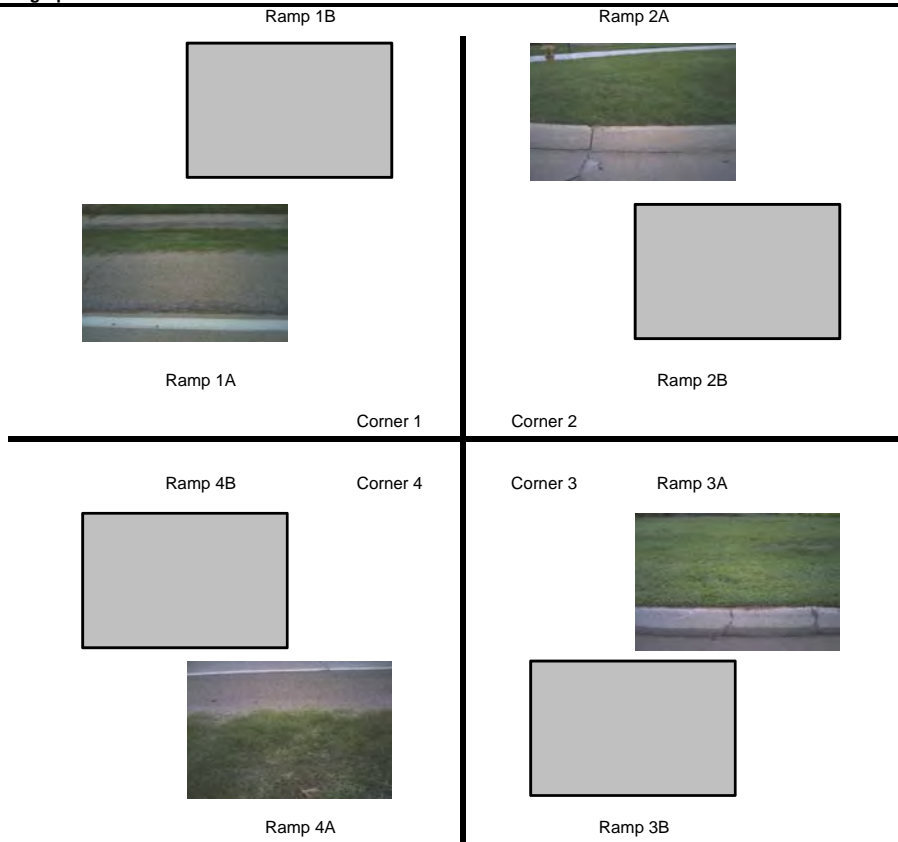 Ramp 1B
Ramp 2A
Ramp 1A
Ramp 2B
Corner 1
Corner 2
Ramp 4B
Corner 4
Corner 3
Ramp 3A
Ramp 4A
Ramp 3B